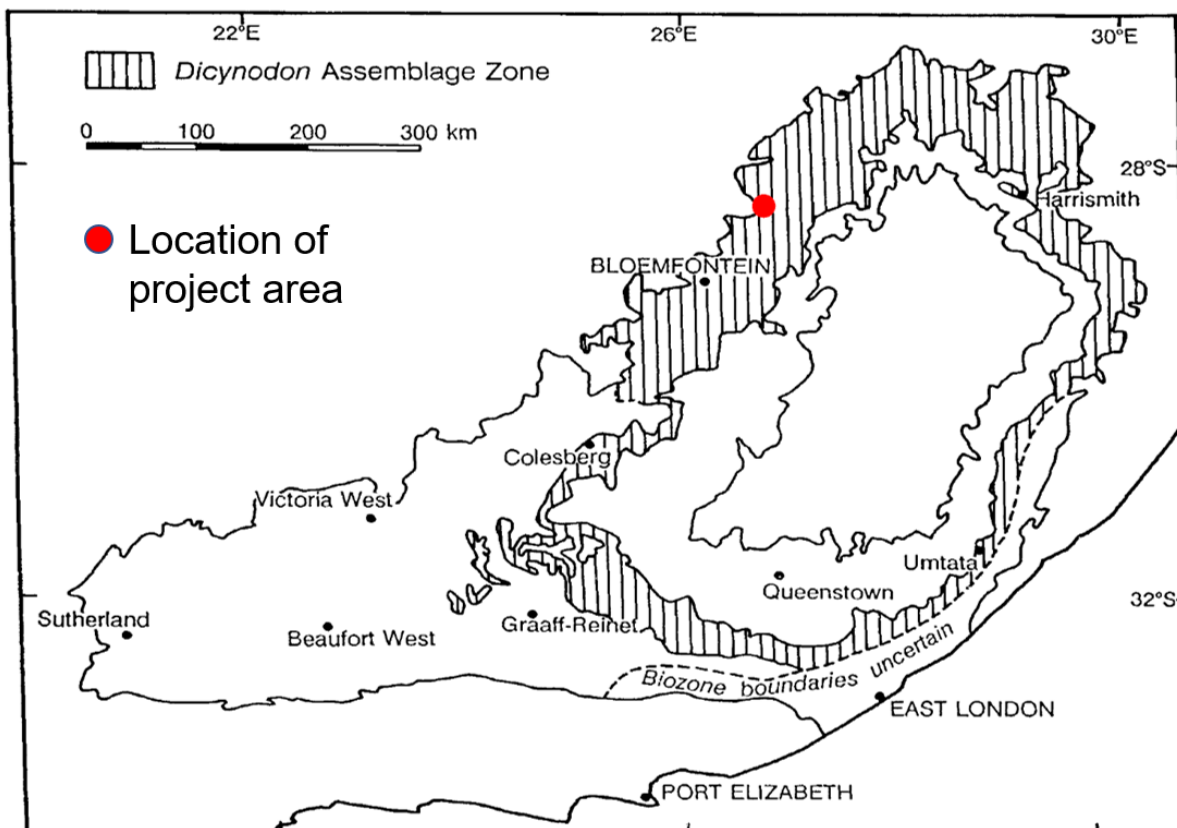 22°E
26°E
30°E
Dicynodon Assemblage Zone
0 100 200 300 km
28°S
Harrismith
Location of
project area
BLOEMFONTEIN
Colesberg
Victoria West
Umtata
Queenstown
32°S
Sutherland
Graaff-Reinet
Beaufort West
Biozone boundaries uncertain
EAST LONDON
PORT ELIZABETH